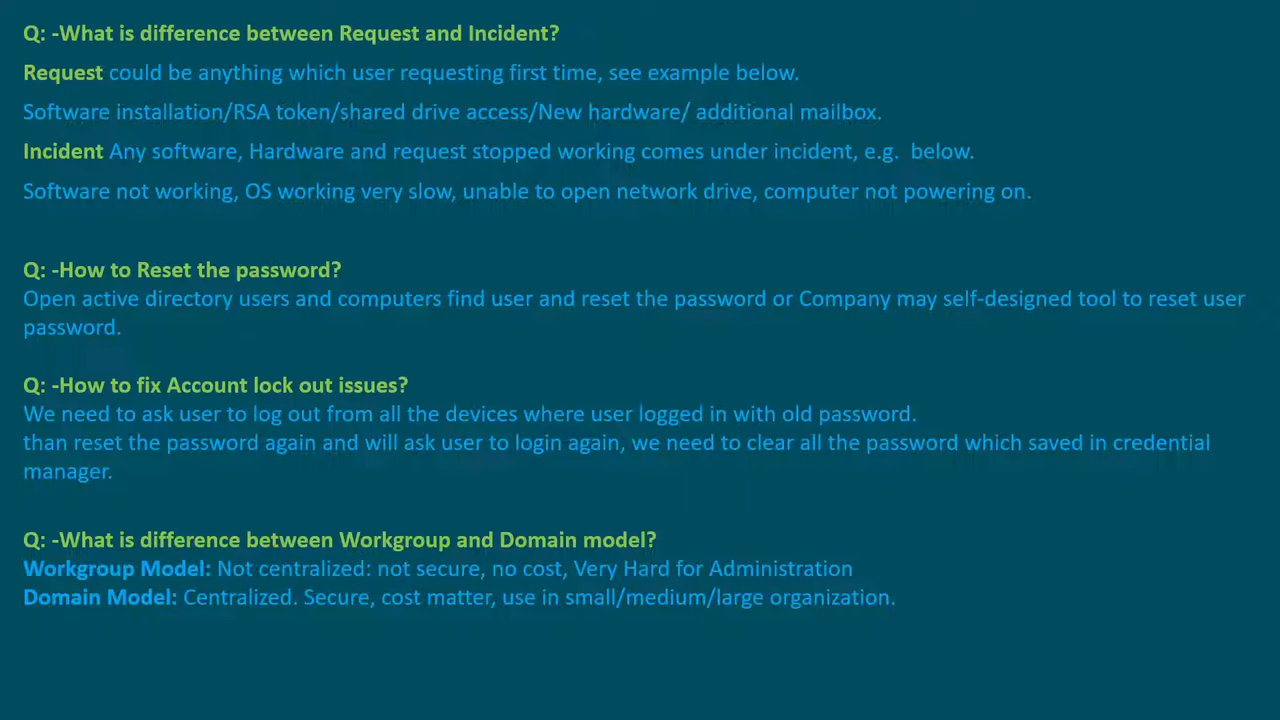 Q: -What is difference between Request and Incident?
Request could be anything which user requesting first time, see example below.
Software installation/RSA token/shared drive access/New hardware/ additional mailbox.
Incident Any software, Hardware and request stopped working comes under incident, e.g.  below.
Software not working, OS working very slow, unable to open network drive, computer not powering on.
Q: -How to Reset the password?
Open active directory users and computers find user and reset the password or Company may self-designed tool to reset user
password.
Q: -How to fix Account lock out issues?
We need to ask user to log out from all the devices where user logged in with old password.
than reset the password again and will ask user to login again, we need to clear all the password which saved in credential
manager.
Q: -What is difference between Workgroup and Domain model?
Workgroup Model: Not centralized: not secure, no cost, Very Hard for Administration
Domain Model: Centralized. Secure, cost matter, use in small/medium/large organization.